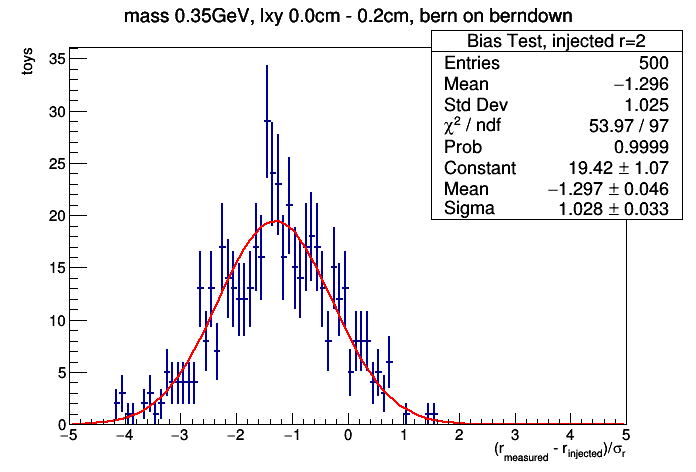 mass 0.35GeV, lxy 0.0cm - 0.2cm, bern on berndown
Bias Test, injected r=2
Entries 500
Mean −1.296
Std Dev 1.025
χ² / ndf 53.97 / 97
Prob 0.9999
Constant 19.42 ± 1.07
Mean −1.297 ± 0.046
Sigma 1.028 ± 0.033
toys
35
30
25
20
15
10
5
0
−5 −4 −3 −2 −1 0 1 2 3 4 5
(r_measured - r_injected)/σ_r